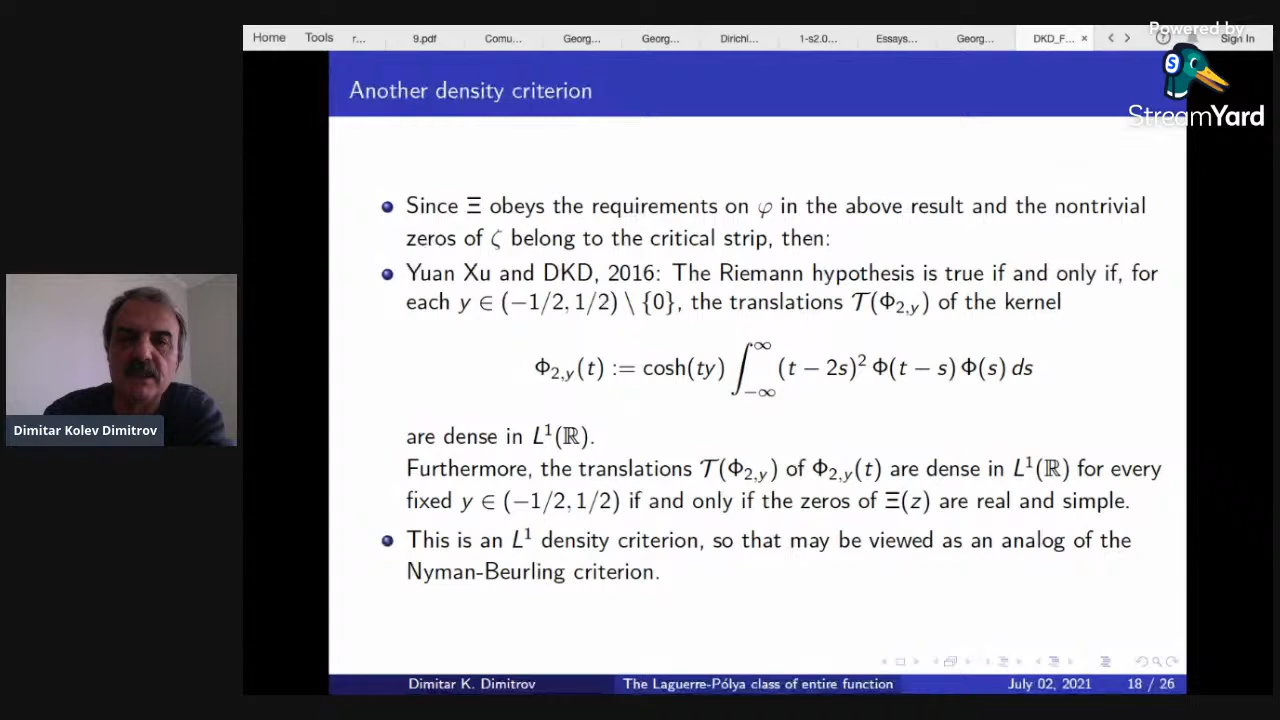 Powered by
Home Tools r... 9.pdf Comu... Georg... Georg... Dirichl... 1-s2.0... Essays... Georg... DKD_F... × Sign In
StreamYard
Another density criterion
Since Ξ obeys the requirements on φ in the above result and the nontrivial
zeros of ζ belong to the critical strip, then:
Yuan Xu and DKD, 2016: The Riemann hypothesis is true if and only if, for
each y ∈ (−1/2, 1/2) \ {0}, the translations 𝒯(Φ₂,y) of the kernel
Φ₂,y(t) := cosh(ty) ∫_{−∞}^{∞} (t − 2s)² Φ(t − s) Φ(s) ds
are dense in L¹(ℝ).
Furthermore, the translations 𝒯(Φ₂,y) of Φ₂,y(t) are dense in L¹(ℝ) for every
fixed y ∈ (−1/2, 1/2) if and only if the zeros of Ξ(z) are real and simple.
This is an L¹ density criterion, so that may be viewed as an analog of the
Nyman-Beurling criterion.
Dimitar Kolev Dimitrov
Dimitar K. Dimitrov The Laguerre-Pólya class of entire function July 02, 2021 18 / 26